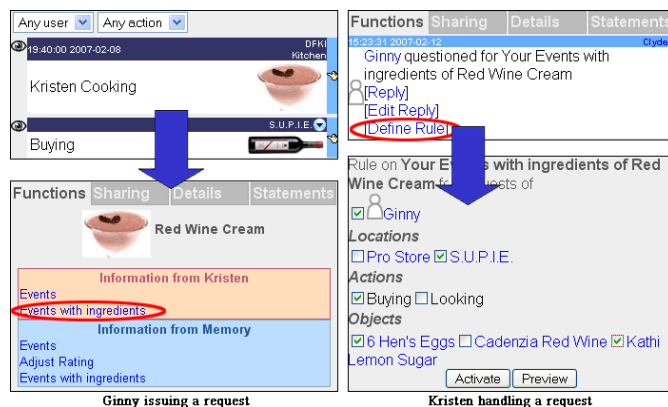 Any user Any action
19:40:00 2007-02-08 DFKI
Kitchen
Kristen Cooking
S.U.P.I.E.
Buying
Functions Sharing Details Statements
Red Wine Cream
Information from Kristen
Events
Events with ingredients
Information from Memory
Events
Adjust Rating
Events with ingredients
Ginny issuing a request
Functions Sharing Details Statements
15:23:31 2007-02-12 Clyde
Ginny questioned for Your Events with
ingredients of Red Wine Cream
[Reply]
[Edit Reply]
[Define Rule]
Rule on Your Events with ingredients of Red
Wine Cream for requests of
Ginny
Locations
Pro Store S.U.P.I.E.
Actions
Buying Looking
Objects
6 Hen's Eggs Cadenzia Red Wine Kathi
Lemon Sugar
Activate Preview
Kristen handling a request